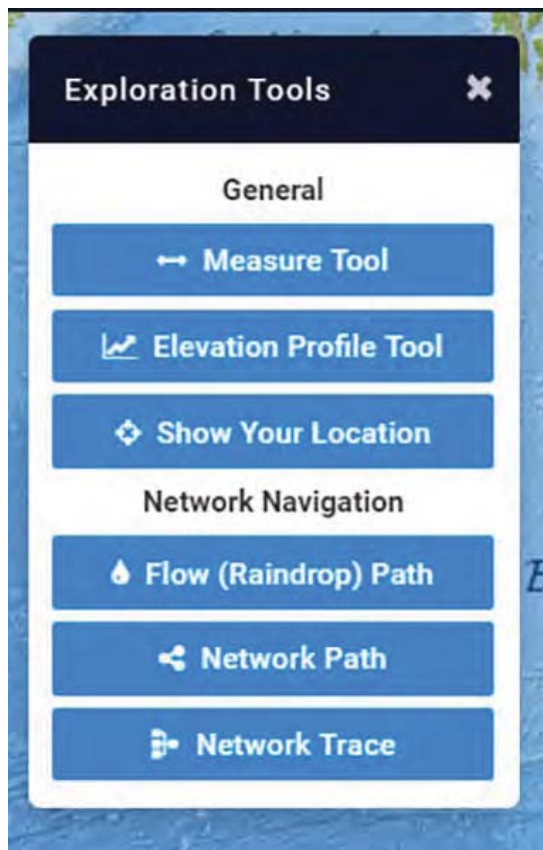 Exploration Tools
General
Measure Tool
Elevation Profile Tool
Show Your Location
Network Navigation
Flow (Raindrop) Path
Network Path
Network Trace